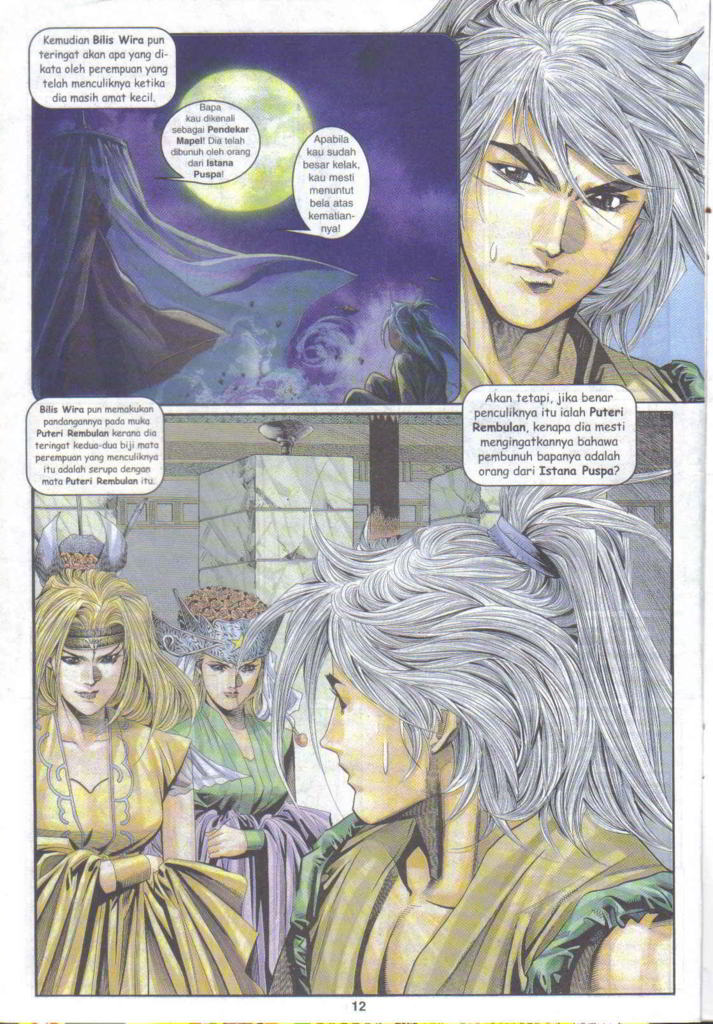 Kemudian Bilis Wira pun
teringat akan apa yang di-
kata oleh perempuan yang
telah menculiknya ketika
dia masih amat kecil.
Bapa
kau dikenali
sebagai Pendekar
Mapel! Dia telah
dibunuh oleh orang
dari Istana
Puspa!
Apabila
kau sudah
besar kelak,
kau mesti
menuntut
bela atas
kematian-
nya!
Bilis Wira pun memakukan
pandangannya pada muka
Puteri Rembulan kerana dia
teringat kedua-dua biji mata
perempuan yang menculiknya
itu adalah serupa dengan
mata Puteri Rembulan itu.
Akan tetapi, jika benar
penculiknya itu ialah Puteri
Rembulan, kenapa dia mesti
mengingatkannya bahawa
pembunuh bapanya adalah
orang dari Istana Puspa?
12